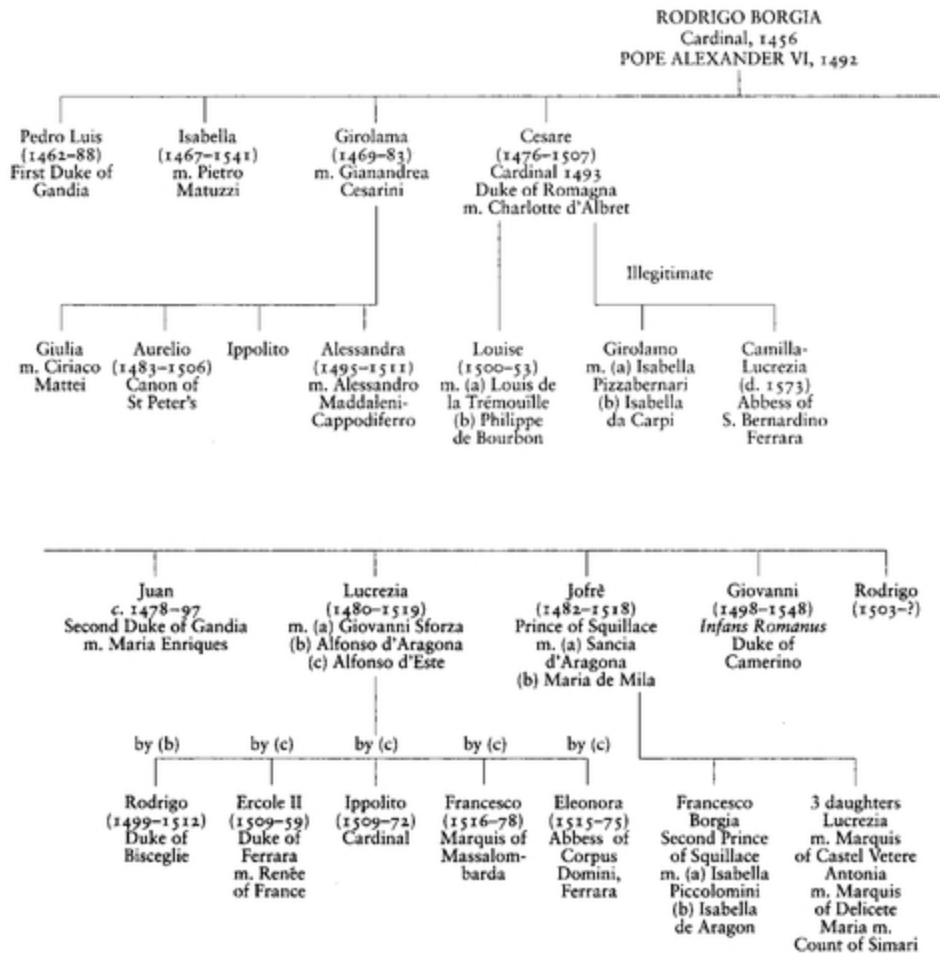 RODRIGO BORGIA
Cardinal, 1456
POPE ALEXANDER VI, 1492
Pedro Luis
(1462–88)
First Duke of
Gandia
Isabella
(1467–1541)
m. Pietro
Matuzzi
Girolama
(1469–83)
m. Gianandrea
Cesarini
Cesare
(1476–1507)
Cardinal 1493
Duke of Romagna
m. Charlotte d'Albret
Illegitimate
Giulia
m. Ciriaco
Mattei
Aurelio
(1483–1506)
Canon of
St Peter's
Ippolito
Alessandra
(1495–1511)
m. Alessandro
Maddaleni-
Cappodiferro
Louise
(1500–53)
m. (a) Louis de
la Trémouille
(b) Philippe
de Bourbon
Girolamo
m. (a) Isabella
Pizzabernari
(b) Isabella
da Carpi
Camilla-
Lucrezia
(d. 1573)
Abbess of
S. Bernardino
Ferrara
Juan
c. 1478–97
Second Duke of Gandia
m. Maria Enriques
Lucrezia
(1480–1519)
m. (a) Giovanni Sforza
(b) Alfonso d'Aragona
(c) Alfonso d'Este
Jofrè
(1482–1518)
Prince of Squillace
m. (a) Sancia
d'Aragona
(b) Maria de Mila
Giovanni
(1498–1548)
Infans Romanus
Duke of
Camerino
Rodrigo
(1503–?)
by (b)
by (c)
by (c)
by (c)
by (c)
Rodrigo
(1499–1512)
Duke of
Bisceglie
Ercole II
(1509–59)
Duke of
Ferrara
m. Renée
of France
Ippolito
(1509–72)
Cardinal
Francesco
(1516–78)
Marquis of
Massalom-
barda
Eleonora
(1515–75)
Abbess of
Corpus
Domini,
Ferrara
Francesco
Borgia
Second Prince
of Squillace
m. (a) Isabella
Piccolomini
(b) Isabella
de Aragon
3 daughters
Lucrezia
m. Marquis
of Castel Vetere
Antonia
m. Marquis
of Delicete
Maria m.
Count of Simari